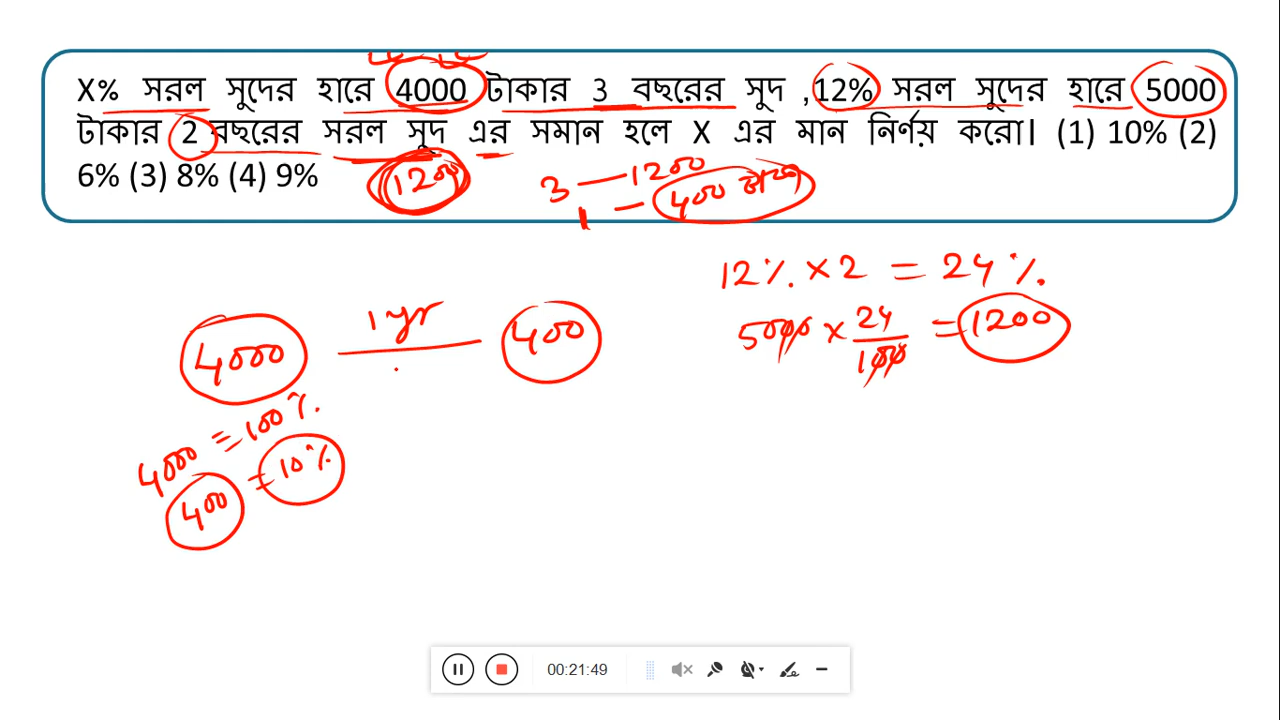 X% সরল সুদের হারে 4000 টাকার 3 বছরের সুদ ,12% সরল সুদের হারে 5000
টাকার 2 বছরের সরল সুদ এর সমান হলে X এর মান নির্ণয় করো। (1) 10% (2)
6% (3) 8% (4) 9%
1200
3 — 1200
1 — 400 টাকা
12% × 2 = 24%
5000 × 24/100 = 1200
4000 1 yr 400
4000 = 100%
400 = 10%
00:21:49